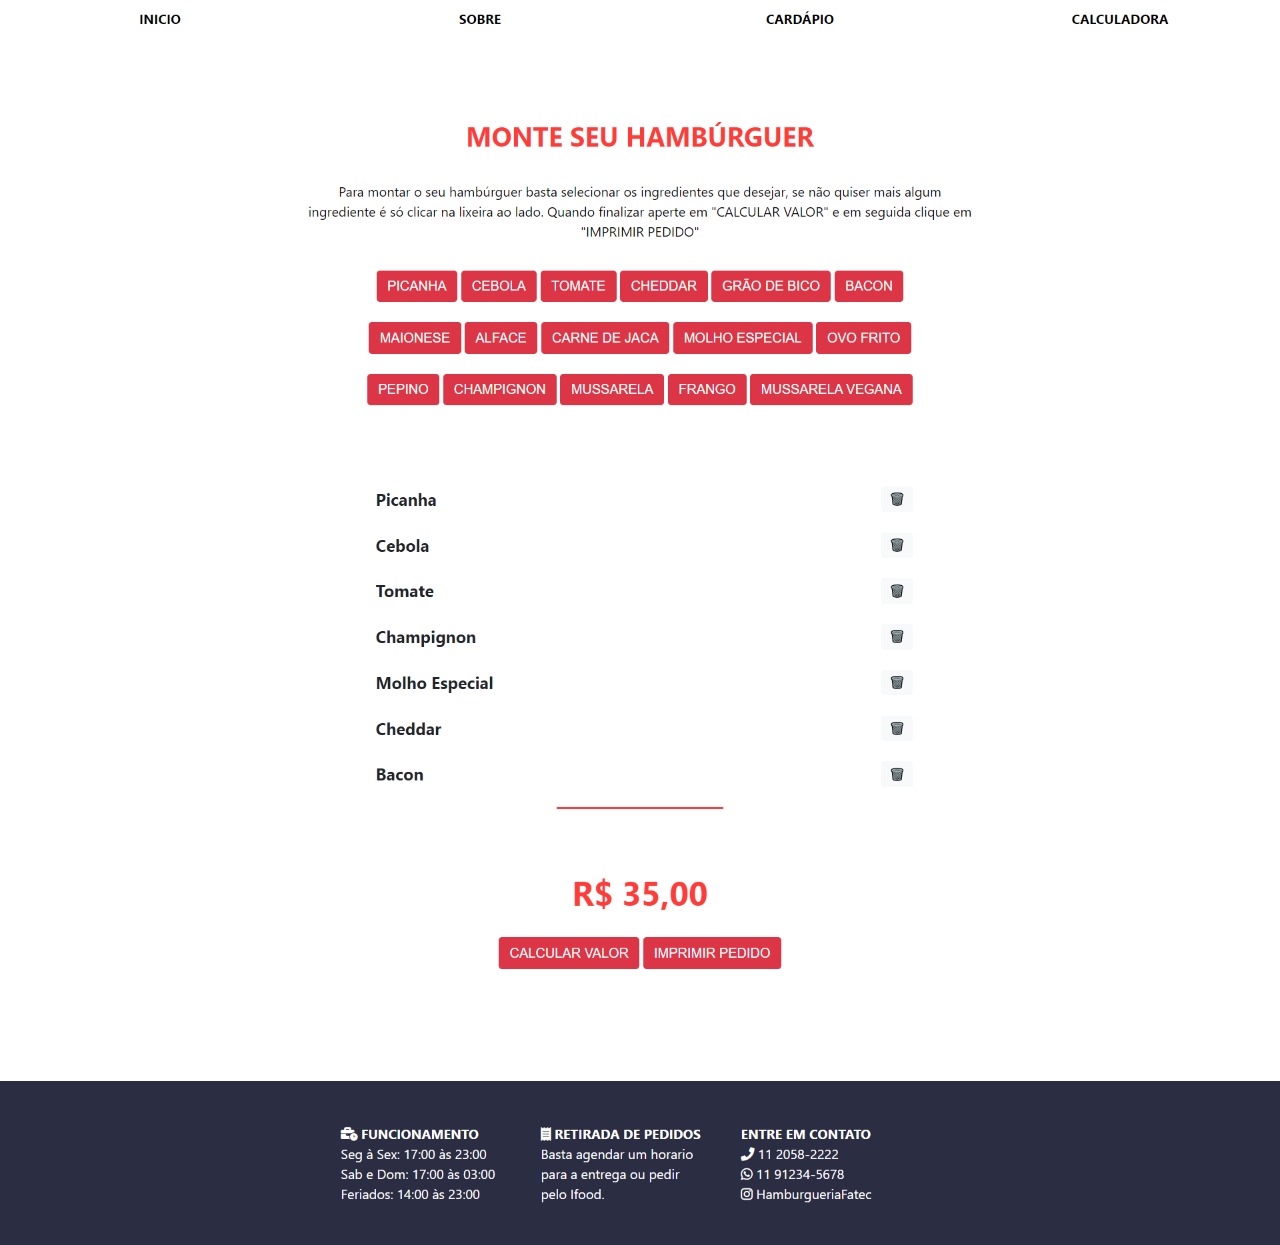 INICIO SOBRE CARDÁPIO CALCULADORA
MONTE SEU HAMBÚRGUER
Para montar o seu hambúrguer basta selecionar os ingredientes que desejar, se não quiser mais algum
ingrediente é só clicar na lixeira ao lado. Quando finalizar aperte em "CALCULAR VALOR" e em seguida clique em
"IMPRIMIR PEDIDO"
PICANHA CEBOLA TOMATE CHEDDAR GRÃO DE BICO BACON
MAIONESE ALFACE CARNE DE JACA MOLHO ESPECIAL OVO FRITO
PEPINO CHAMPIGNON MUSSARELA FRANGO MUSSARELA VEGANA
Picanha
Cebola
Tomate
Champignon
Molho Especial
Cheddar
Bacon
R$ 35,00
CALCULAR VALOR IMPRIMIR PEDIDO
FUNCIONAMENTO
Seg à Sex: 17:00 às 23:00
Sab e Dom: 17:00 às 03:00
Feriados: 14:00 às 23:00
RETIRADA DE PEDIDOS
Basta agendar um horario
para a entrega ou pedir
pelo Ifood.
ENTRE EM CONTATO
11 2058-2222
11 91234-5678
HamburgueriaFatec